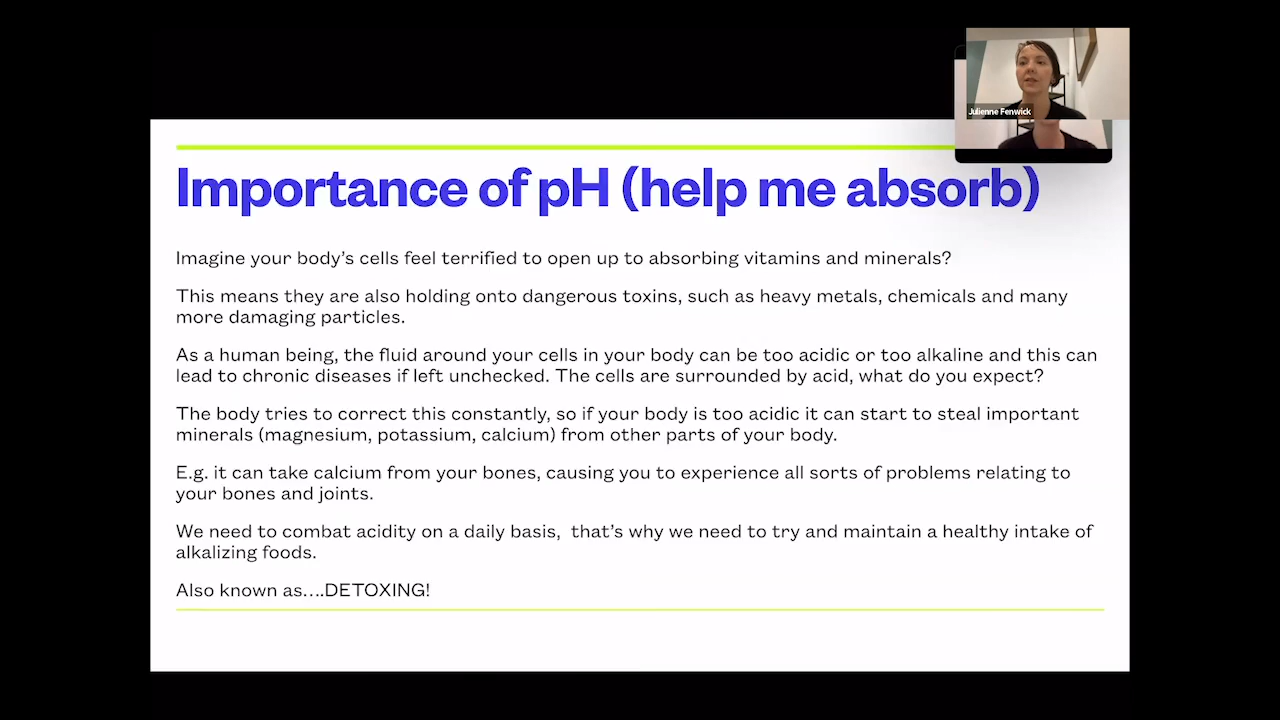 Julienne Fenwick
Importance of pH (help me absorb)
Imagine your body’s cells feel terrified to open up to absorbing vitamins and minerals?
This means they are also holding onto dangerous toxins, such as heavy metals, chemicals and many
more damaging particles.
As a human being, the fluid around your cells in your body can be too acidic or too alkaline and this can
lead to chronic diseases if left unchecked. The cells are surrounded by acid, what do you expect?
The body tries to correct this constantly, so if your body is too acidic it can start to steal important
minerals (magnesium, potassium, calcium) from other parts of your body.
E.g. it can take calcium from your bones, causing you to experience all sorts of problems relating to
your bones and joints.
We need to combat acidity on a daily basis,  that’s why we need to try and maintain a healthy intake of
alkalizing foods.
Also known as....DETOXING!